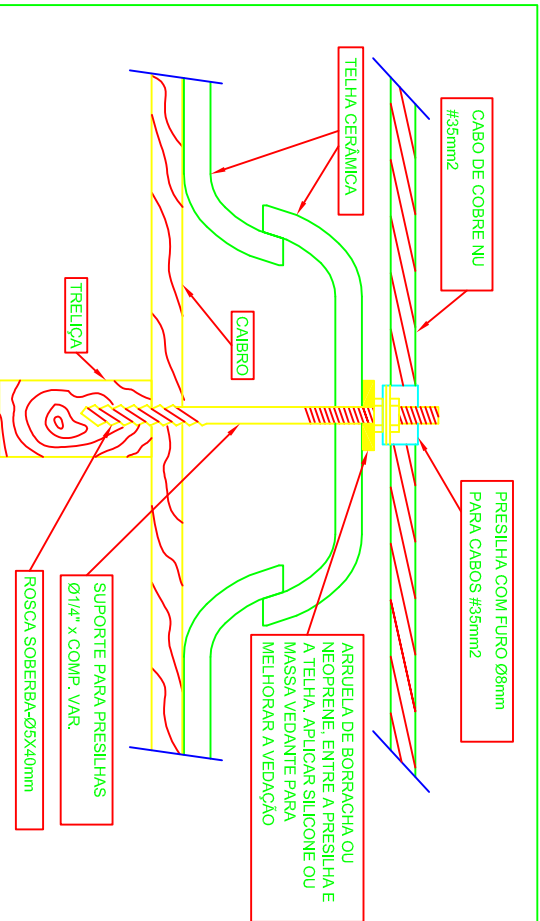 CABO DE COBRE NU
#35mm2
TELHA CERÂMICA
PRESILHA COM FURO Ø8mm
PARA CABOS #35mm2
CAIBRO
TRELIÇA
ARRUELA DE BORRACHA OU
NEOPRENE, ENTRE A PRESILHA E
A TELHA. APLICAR SILICONE OU
MASSA VEDANTE PARA
MELHORAR A VEDAÇÃO
SUPORTE PARA PRESILHAS
Ø1/4" x COMP. VAR.
ROSCA SOBERBA-Ø5X40mm